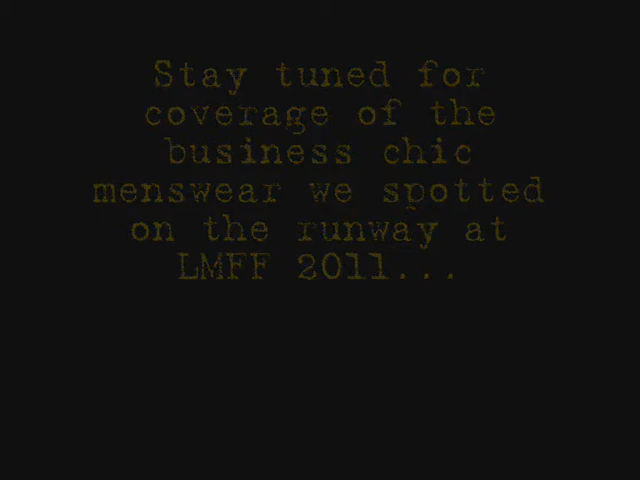 Stay tuned for
coverage of the
business chic
menswear we spotted
on the runway at
LMFF 2011...